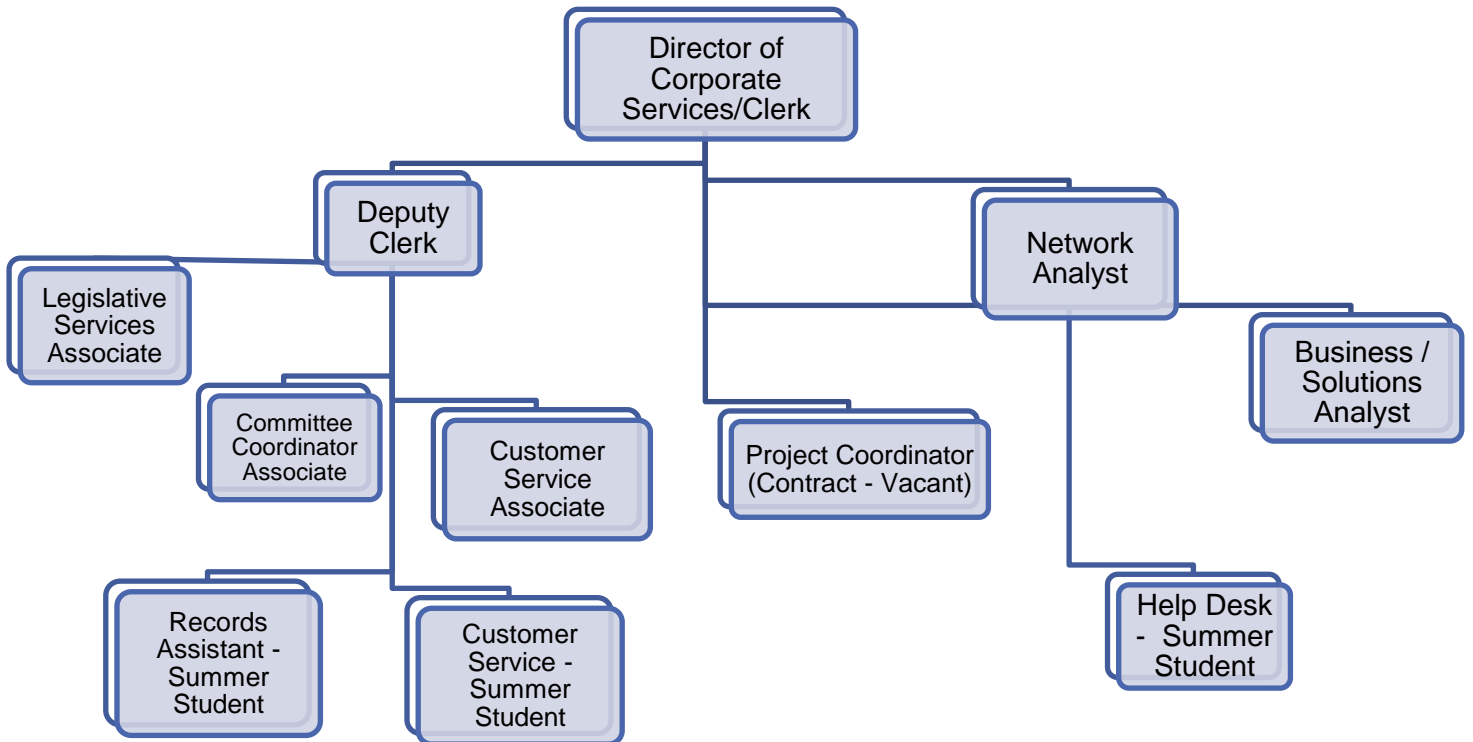 Director of
Corporate
Services/Clerk
Deputy
Clerk
Network
Analyst
Legislative
Services
Associate
Business /
Solutions
Analyst
Committee
Coordinator
Associate
Customer
Service
Associate
Project Coordinator
(Contract - Vacant)
Records
Assistant -
Summer
Student
Customer
Service -
Summer
Student
Help Desk
- Summer
Student